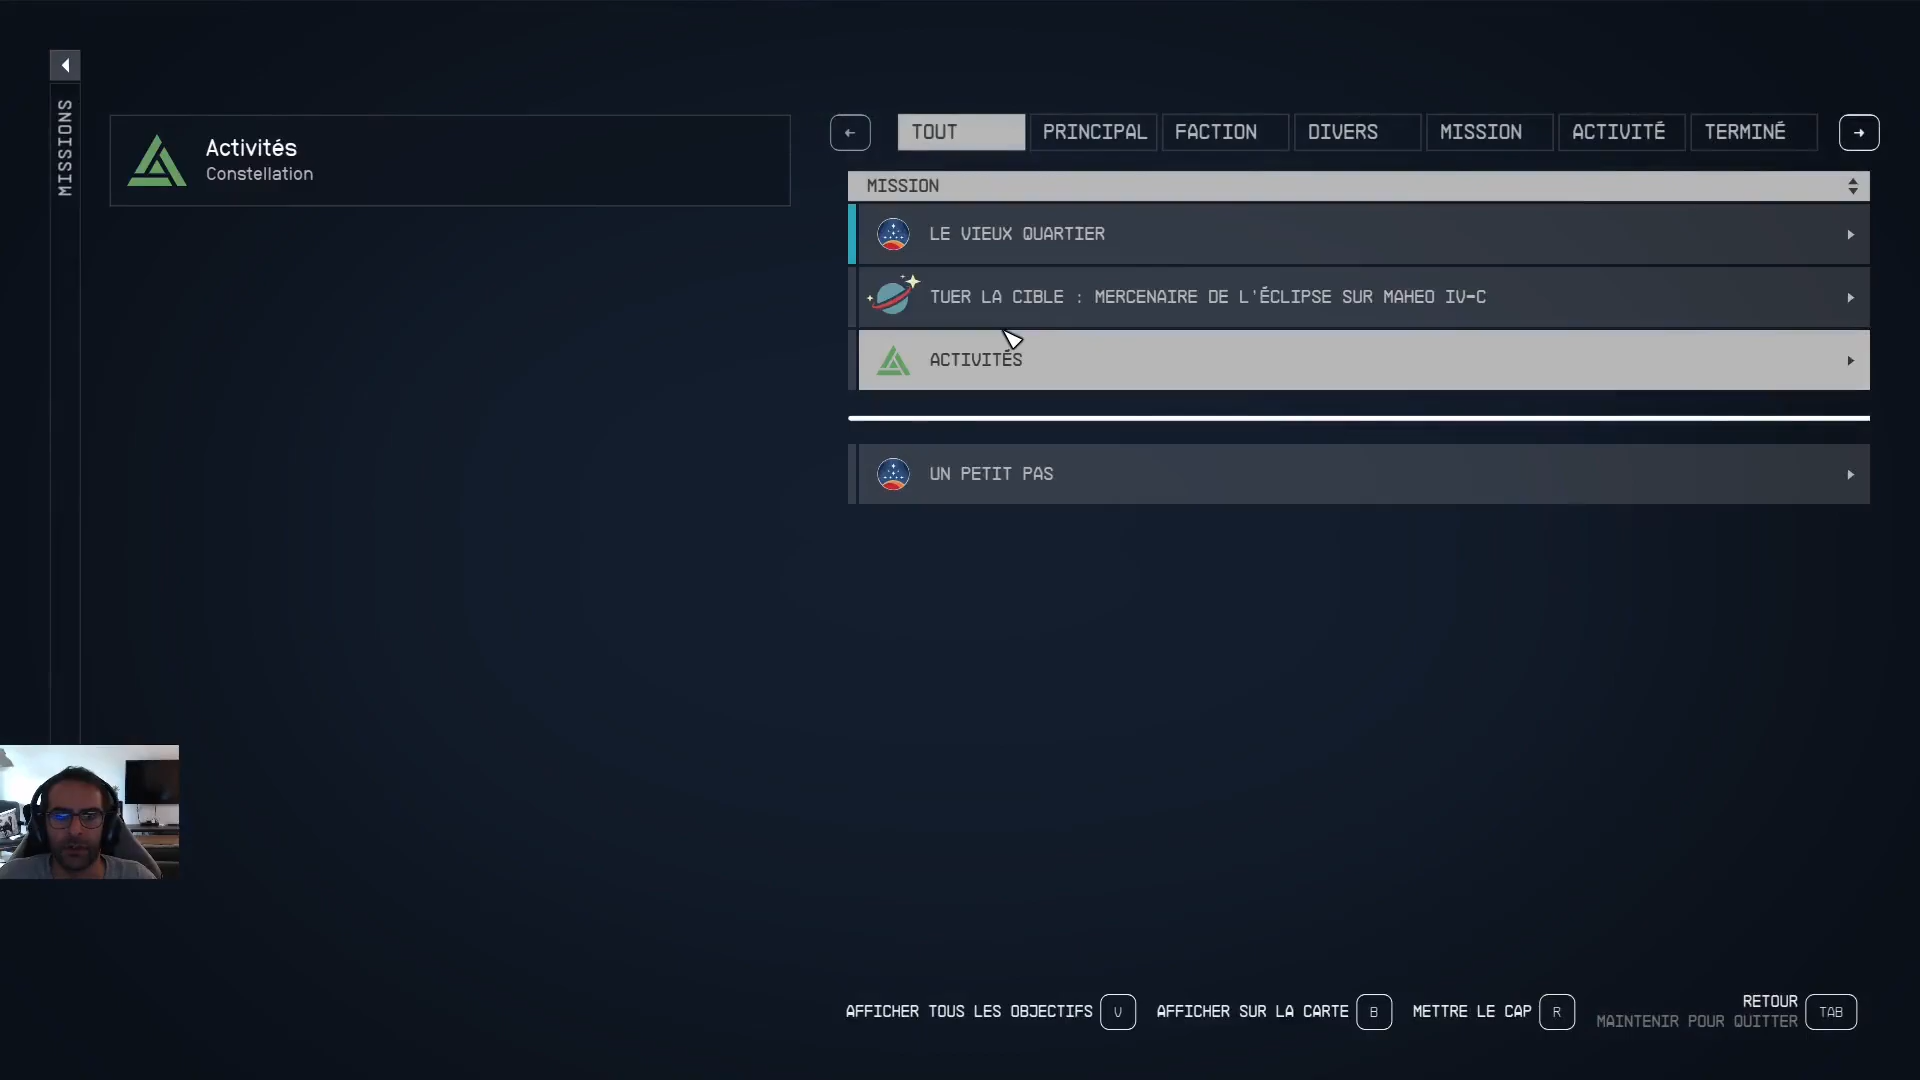 MISSIONS
Activités
Constellation
TOUT
PRINCIPAL
FACTION
DIVERS
MISSION
ACTIVITÉ
TERMINÉ
MISSION
LE VIEUX QUARTIER
TUER LA CIBLE : MERCENAIRE DE L'ÉCLIPSE SUR MAHEO IV-C
ACTIVITÉS
UN PETIT PAS
AFFICHER TOUS LES OBJECTIFS V
AFFICHER SUR LA CARTE B
METTRE LE CAP R
RETOUR
MAINTENIR POUR QUITTER
TAB